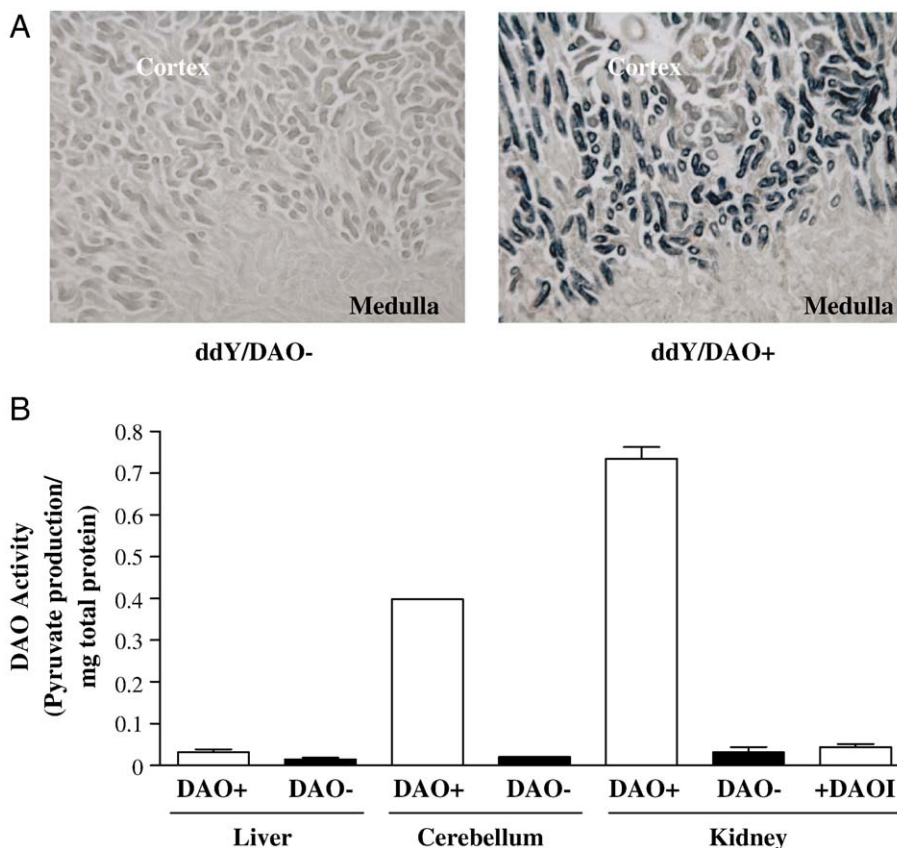 A
Cortex
Medulla
ddY/DAO-
Cortex
Medulla
ddY/DAO+
B
DAO Activity
(Pyruvate production/
mg total protein)
0.8
0.7
0.6
0.5
0.4
0.3
0.2
0.1
0
DAO+ DAO- DAO+ DAO- DAO+ DAO- +DAOI
Liver Cerebellum Kidney